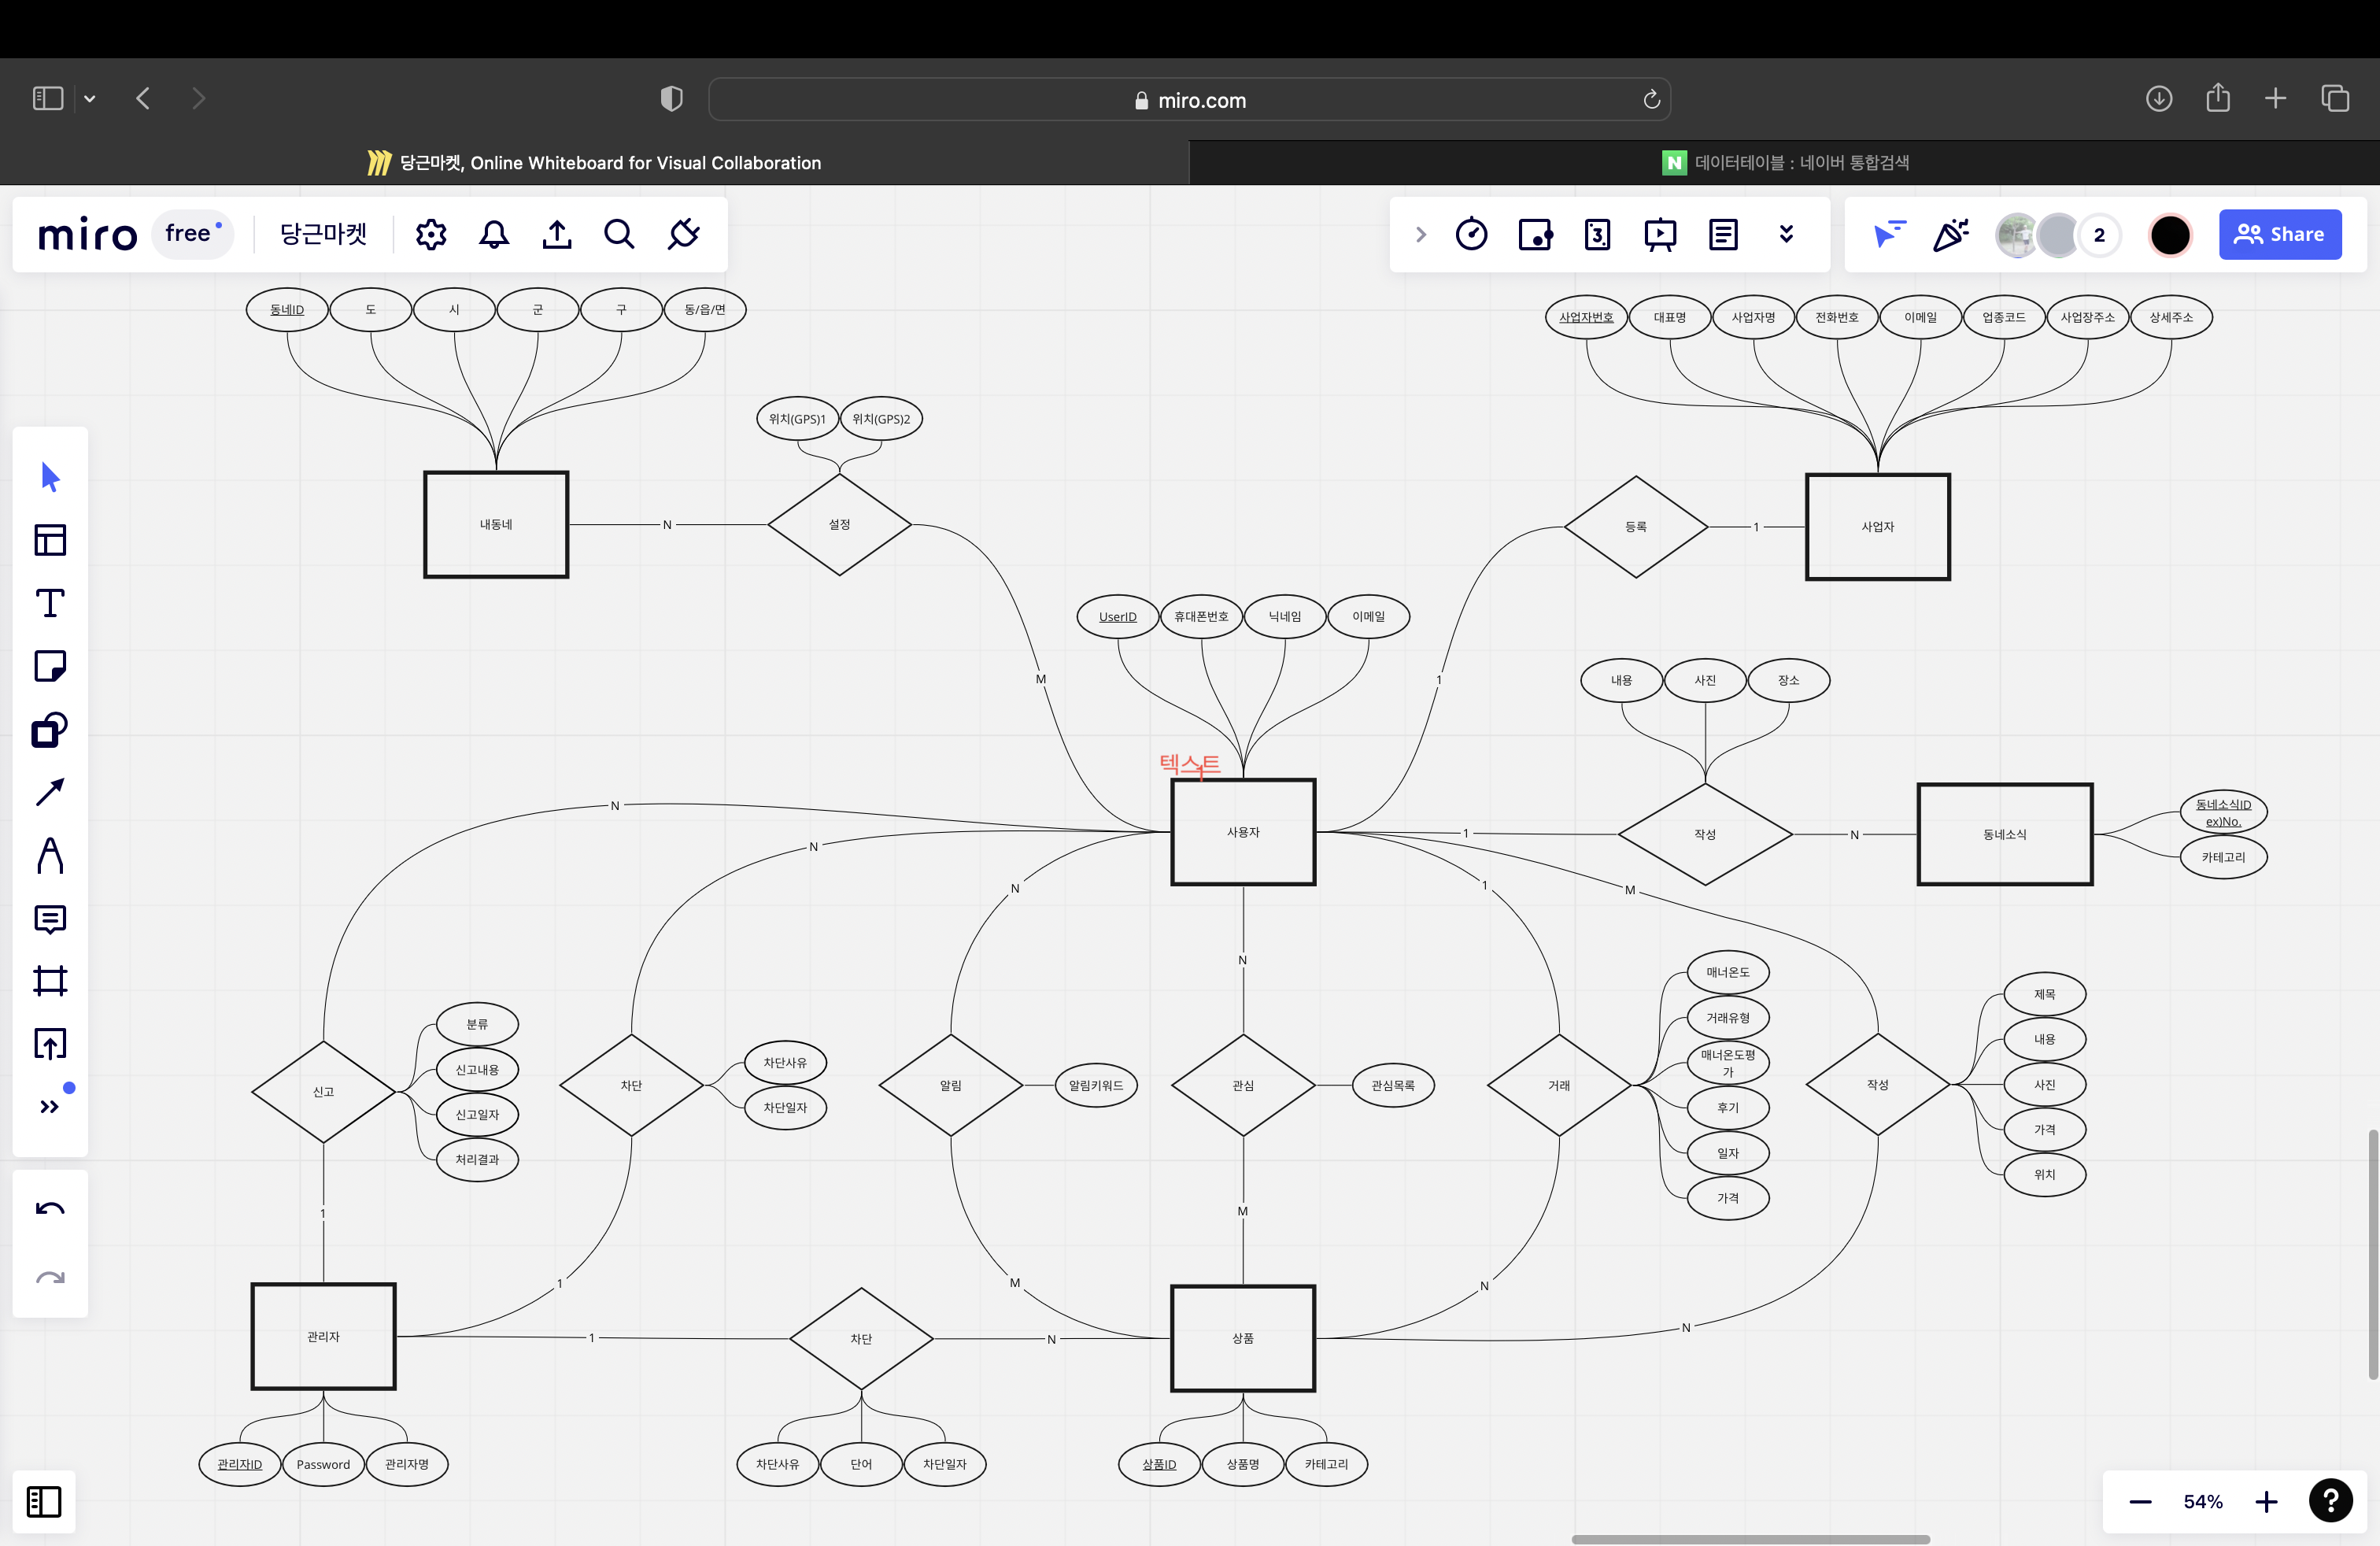 miro.com
당근마켓, Online Whiteboard for Visual Collaboration
N 데이터테이블 : 네이버 통합검색
miro free 당근마켓
3
2
Share
동네ID 도 시 군 구 동/읍/면
사업자번호 대표명 사업자명 전화번호 이메일 업종코드 사업장주소 상세주소
위치(GPS)1 위치(GPS)2
내동네 N 설정
등록 1 사업자
UserID 휴대폰번호 닉네임 이메일
M
1
내용 사진 장소
텍스트
1
사용자 1 작성 N 동네소식
동네소식ID
ex)No.
카테고리
N
N
N
N
1
M
분류
신고내용
신고일자
처리결과
신고
차단사유
차단일자
차단
알림 알림키워드
관심 관심목록
거래
매너온도
거래유형
매너온도평
가
후기
일자
가격
작성
제목
내용
사진
가격
위치
1
1
M
M
N
N
관리자 1 차단 N 상품
관리자ID Password 관리자명
차단사유 단어 차단일자
상품ID 상품명 카테고리
54%
?